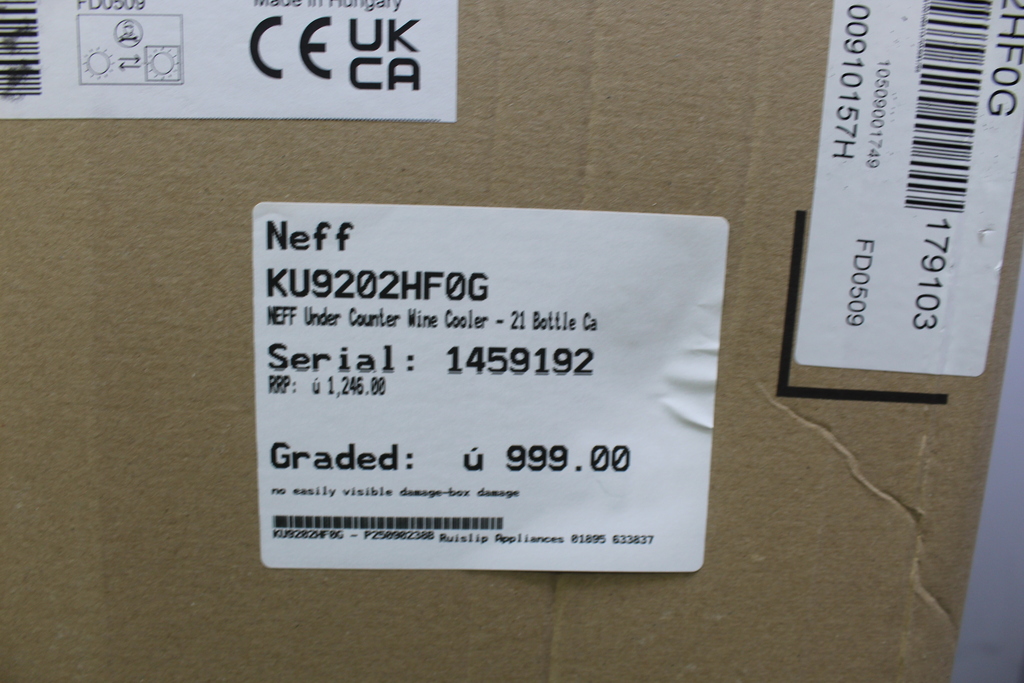 FD0509
Made in Hungary
CE UK
CA
2HF0G
179103
10509001749
00910157H
FD0509
Neff
KU9202HF0G
NEFF Under Counter Wine Cooler - 21 Bottle Ca
Serial: 1459192
RRP: ú 1,246.00
Graded: ú 999.00
no easily visible damage-box damage
KU9202HF0G - P250902388 Ruislip Appliances 01895 633837